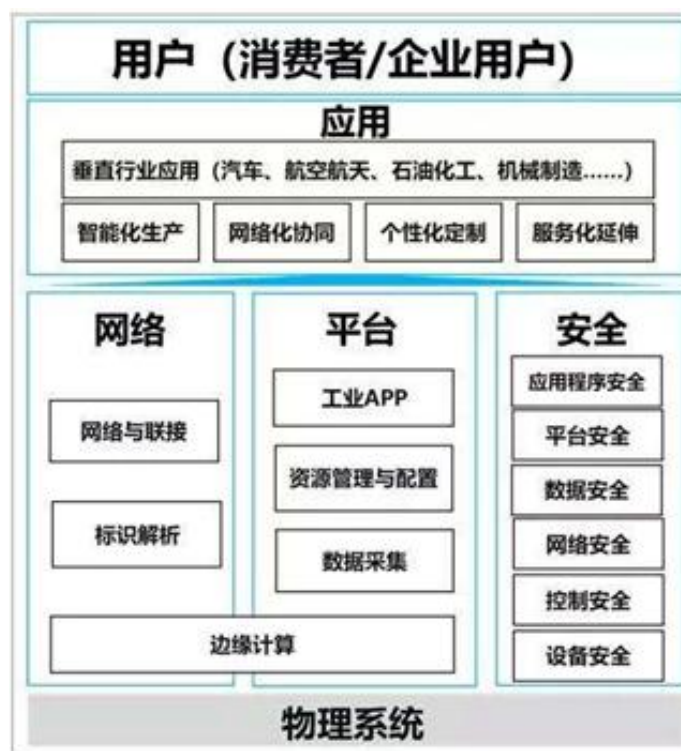 用户（消费者/企业用户）
应用
垂直行业应用（汽车、航空航天、石油化工、机械制造……）
智能化生产
网络化协同
个性化定制
服务化延伸
网络
网络与联接
标识解析
平台
工业APP
资源管理与配置
数据采集
边缘计算
安全
应用程序安全
平台安全
数据安全
网络安全
控制安全
设备安全
物理系统